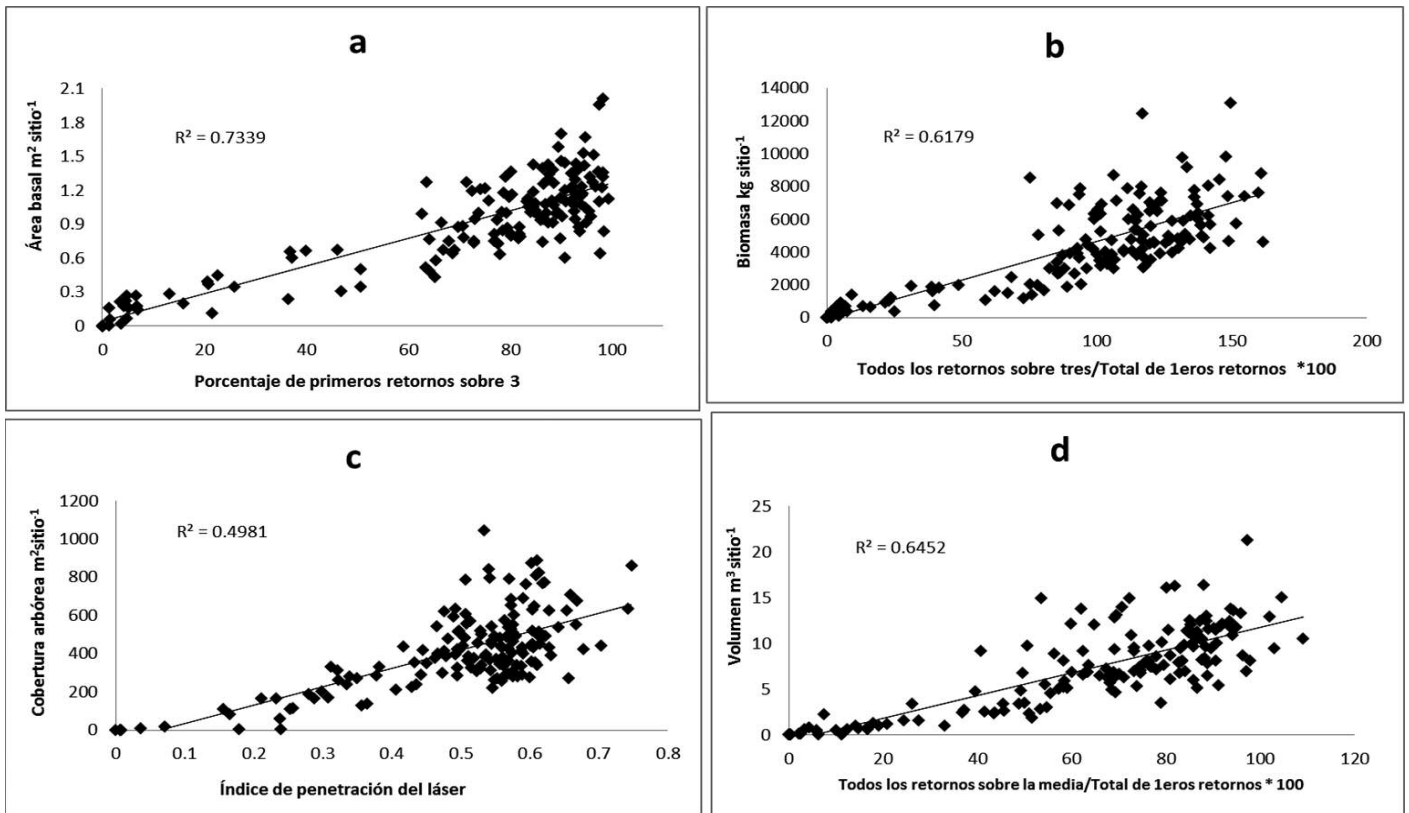 a
Área basal m² sitio⁻¹
2.1
1.8
1.5
1.2
0.9
0.6
0.3
0
R² = 0.7339
0 20 40 60 80 100
Porcentaje de primeros retornos sobre 3
b
Biomasa kg sitio⁻¹
14000
12000
10000
8000
6000
4000
2000
0
R² = 0.6179
0 50 100 150 200
Todos los retornos sobre tres/Total de 1eros retornos *100
c
Cobertura arbórea m²sitio⁻¹
1200
1000
800
600
400
200
0
R² = 0.4981
0 0.1 0.2 0.3 0.4 0.5 0.6 0.7 0.8
Índice de penetración del láser
d
Volumen m³ sitio⁻¹
25
20
15
10
5
0
R² = 0.6452
0 20 40 60 80 100 120
Todos los retornos sobre la media/Total de 1eros retornos * 100